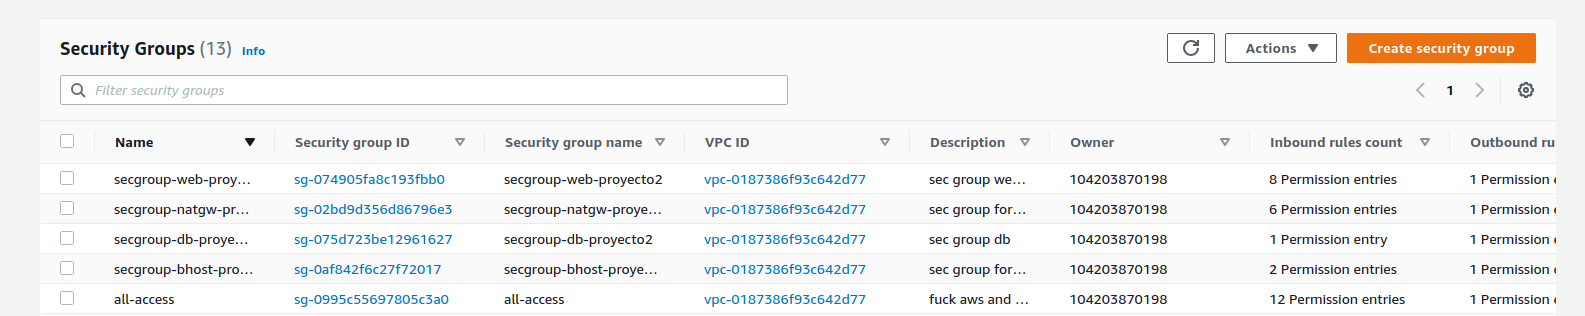 Security Groups (13) Info
Actions
Create security group
Filter security groups
1
Name Security group ID Security group name VPC ID Description Owner Inbound rules count Outbound ru
secgroup-web-proy... sg-074905fa8c193fbb0 secgroup-web-proyecto2 vpc-0187386f93c642d77 sec group we... 104203870198 8 Permission entries 1 Permission e
secgroup-natgw-pr... sg-02bd9d356d86796e3 secgroup-natgw-proye... vpc-0187386f93c642d77 sec group for... 104203870198 6 Permission entries 1 Permission e
secgroup-db-proye... sg-075d723be12961627 secgroup-db-proyecto2 vpc-0187386f93c642d77 sec group db 104203870198 1 Permission entry 1 Permission e
secgroup-bhost-pro... sg-0af842f6c27f72017 secgroup-bhost-proye... vpc-0187386f93c642d77 sec group for... 104203870198 2 Permission entries 1 Permission e
all-access sg-0995c55697805c3a0 all-access vpc-0187386f93c642d77 fuck aws and ... 104203870198 12 Permission entries 1 Permission e